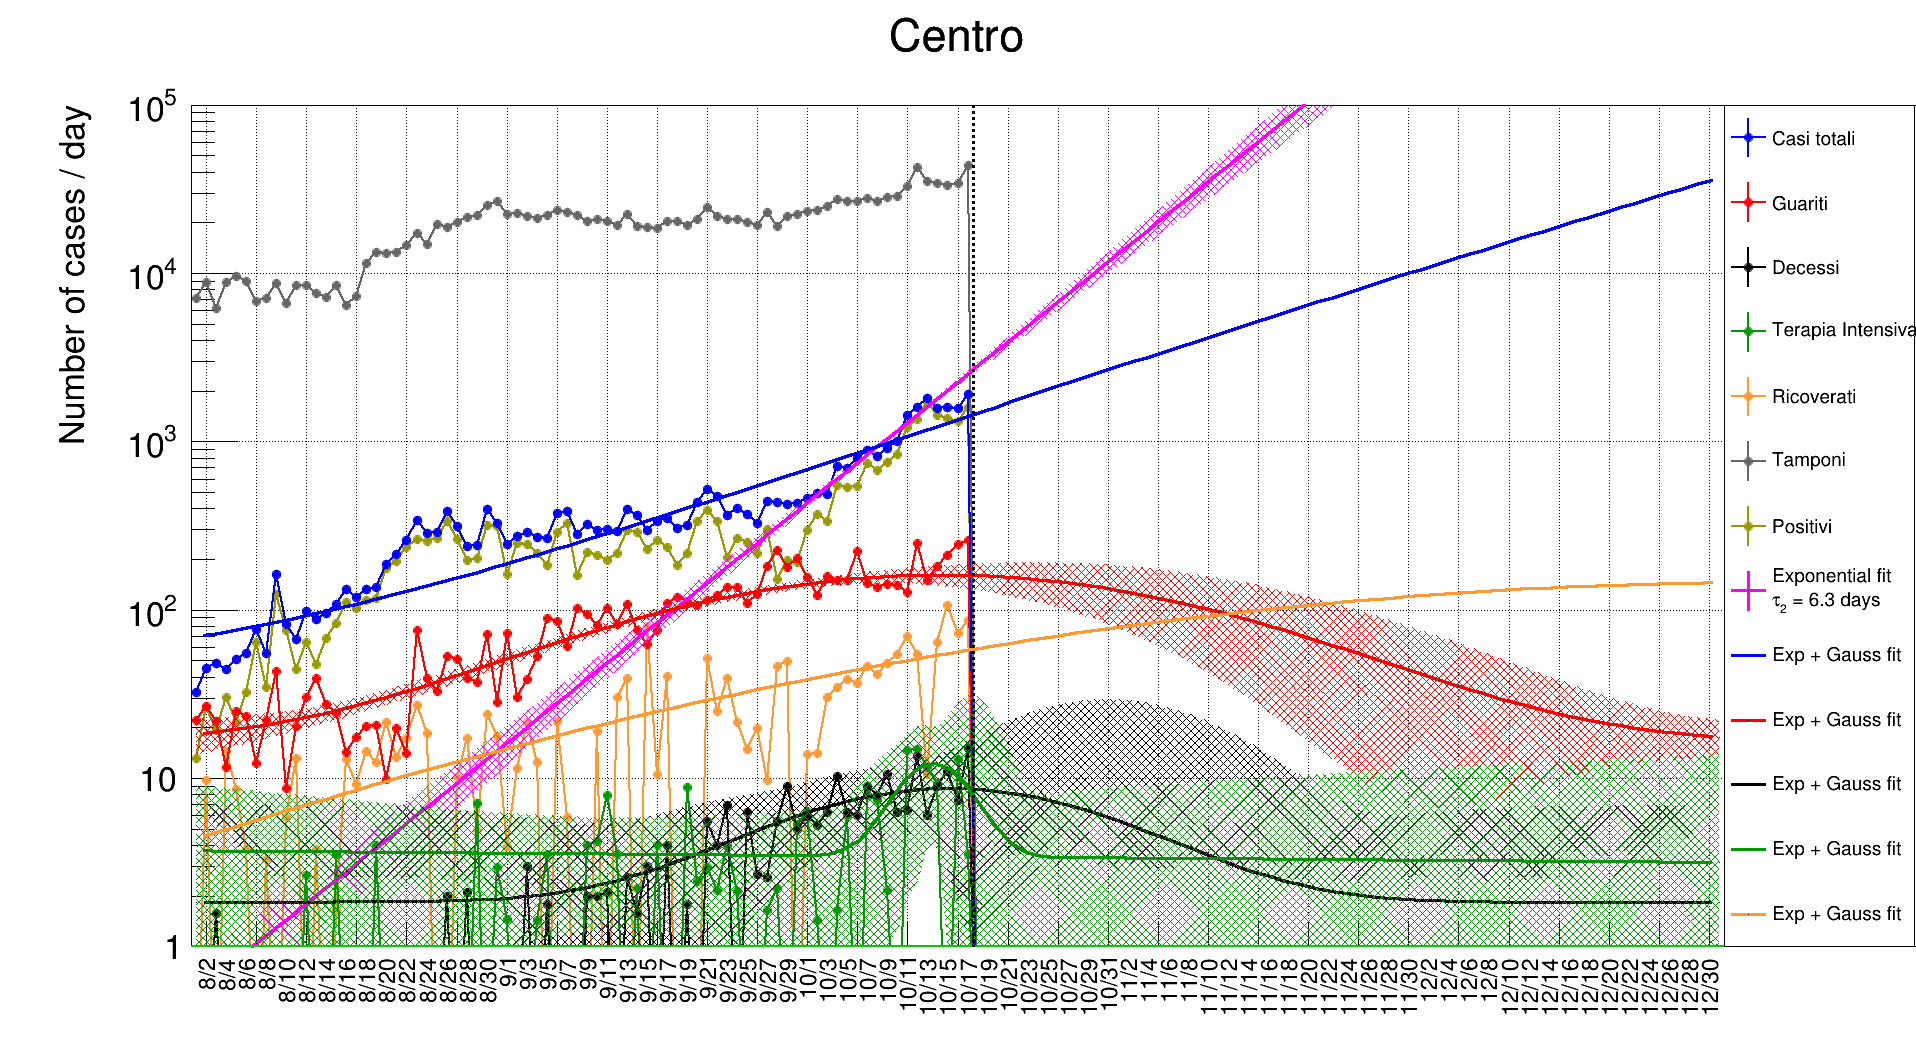 Centro
Number of cases / day
10^5
10^4
10^3
10^2
10
1
8/2 8/4 8/6 8/8 8/10 8/12 8/14 8/16 8/18 8/20 8/22 8/24 8/26 8/28 8/30 9/1 9/3 9/5 9/7 9/9 9/11 9/13 9/15 9/17 9/19 9/21 9/23 9/25 9/27 9/29 10/1 10/3 10/5 10/7 10/9 10/11 10/13 10/15 10/17 10/19 10/21 10/23 10/25 10/27 10/29 10/31 11/2 11/4 11/6 11/8 11/10 11/12 11/14 11/16 11/18 11/20 11/22 11/24 11/26 11/28 11/30 12/2 12/4 12/6 12/8 12/10 12/12 12/14 12/16 12/18 12/20 12/22 12/24 12/26 12/28 12/30
Casi totali
Guariti
Decessi
Terapia Intensiva
Ricoverati
Tamponi
Positivi
Exponential fit
τ₂ = 6.3 days
Exp + Gauss fit
Exp + Gauss fit
Exp + Gauss fit
Exp + Gauss fit
Exp + Gauss fit